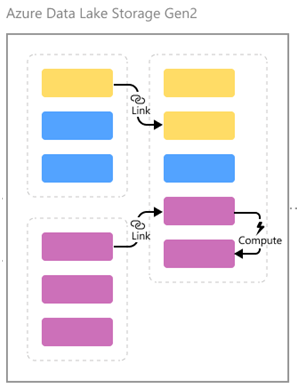 Azure Data Lake Storage Gen2
Link
Link
Compute